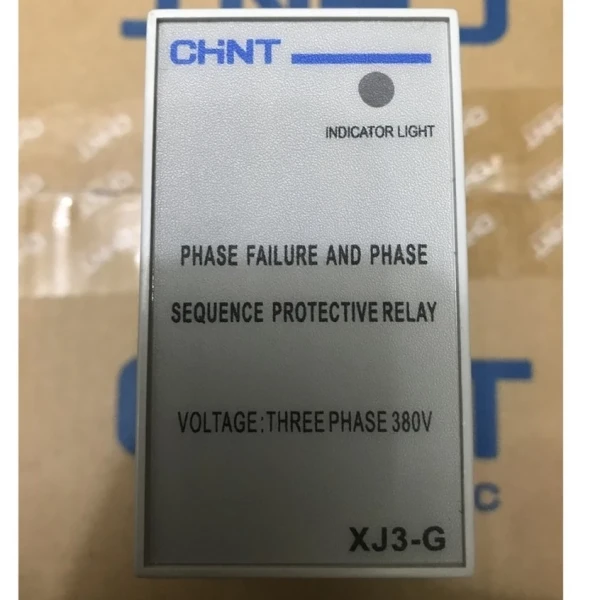 CHNT
INDICATOR LIGHT
PHASE FAILURE AND PHASE
SEQUENCE PROTECTIVE RELAY
VOLTAGE:THREE PHASE 380V
XJ3-G